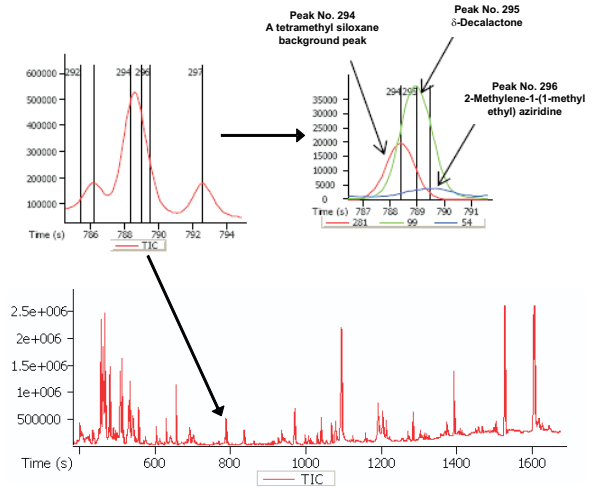 Peak No. 294
A tetramethyl siloxane
background peak
Peak No. 295
δ-Decalactone
Peak No. 296
2-Methylene-1-(1-methyl
ethyl) aziridine
292 294 296 297
600000
500000
400000
300000
200000
100000
Time (s) 786 788 790 792 794
TIC
294 295
35000
30000
25000
20000
15000
10000
5000
0
Time (s) 787 788 789 790 791
281 99 54
2.5e+006
2e+006
1.5e+006
1e+006
500000
Time (s) 600 800 1000 1200 1400 1600
TIC